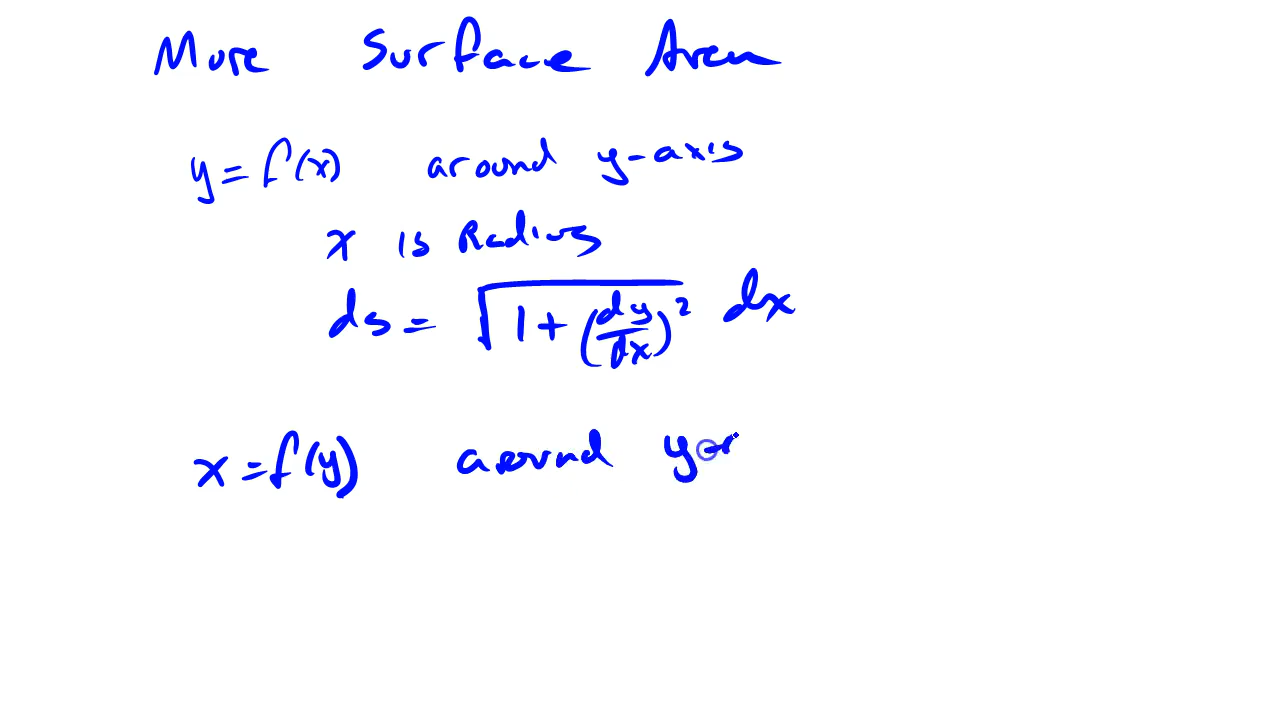 More Surface Area
y = f(x) around y-axis
x is Radius
ds = √(1 + (dy/dx)²) dx
x = f(y) around y-